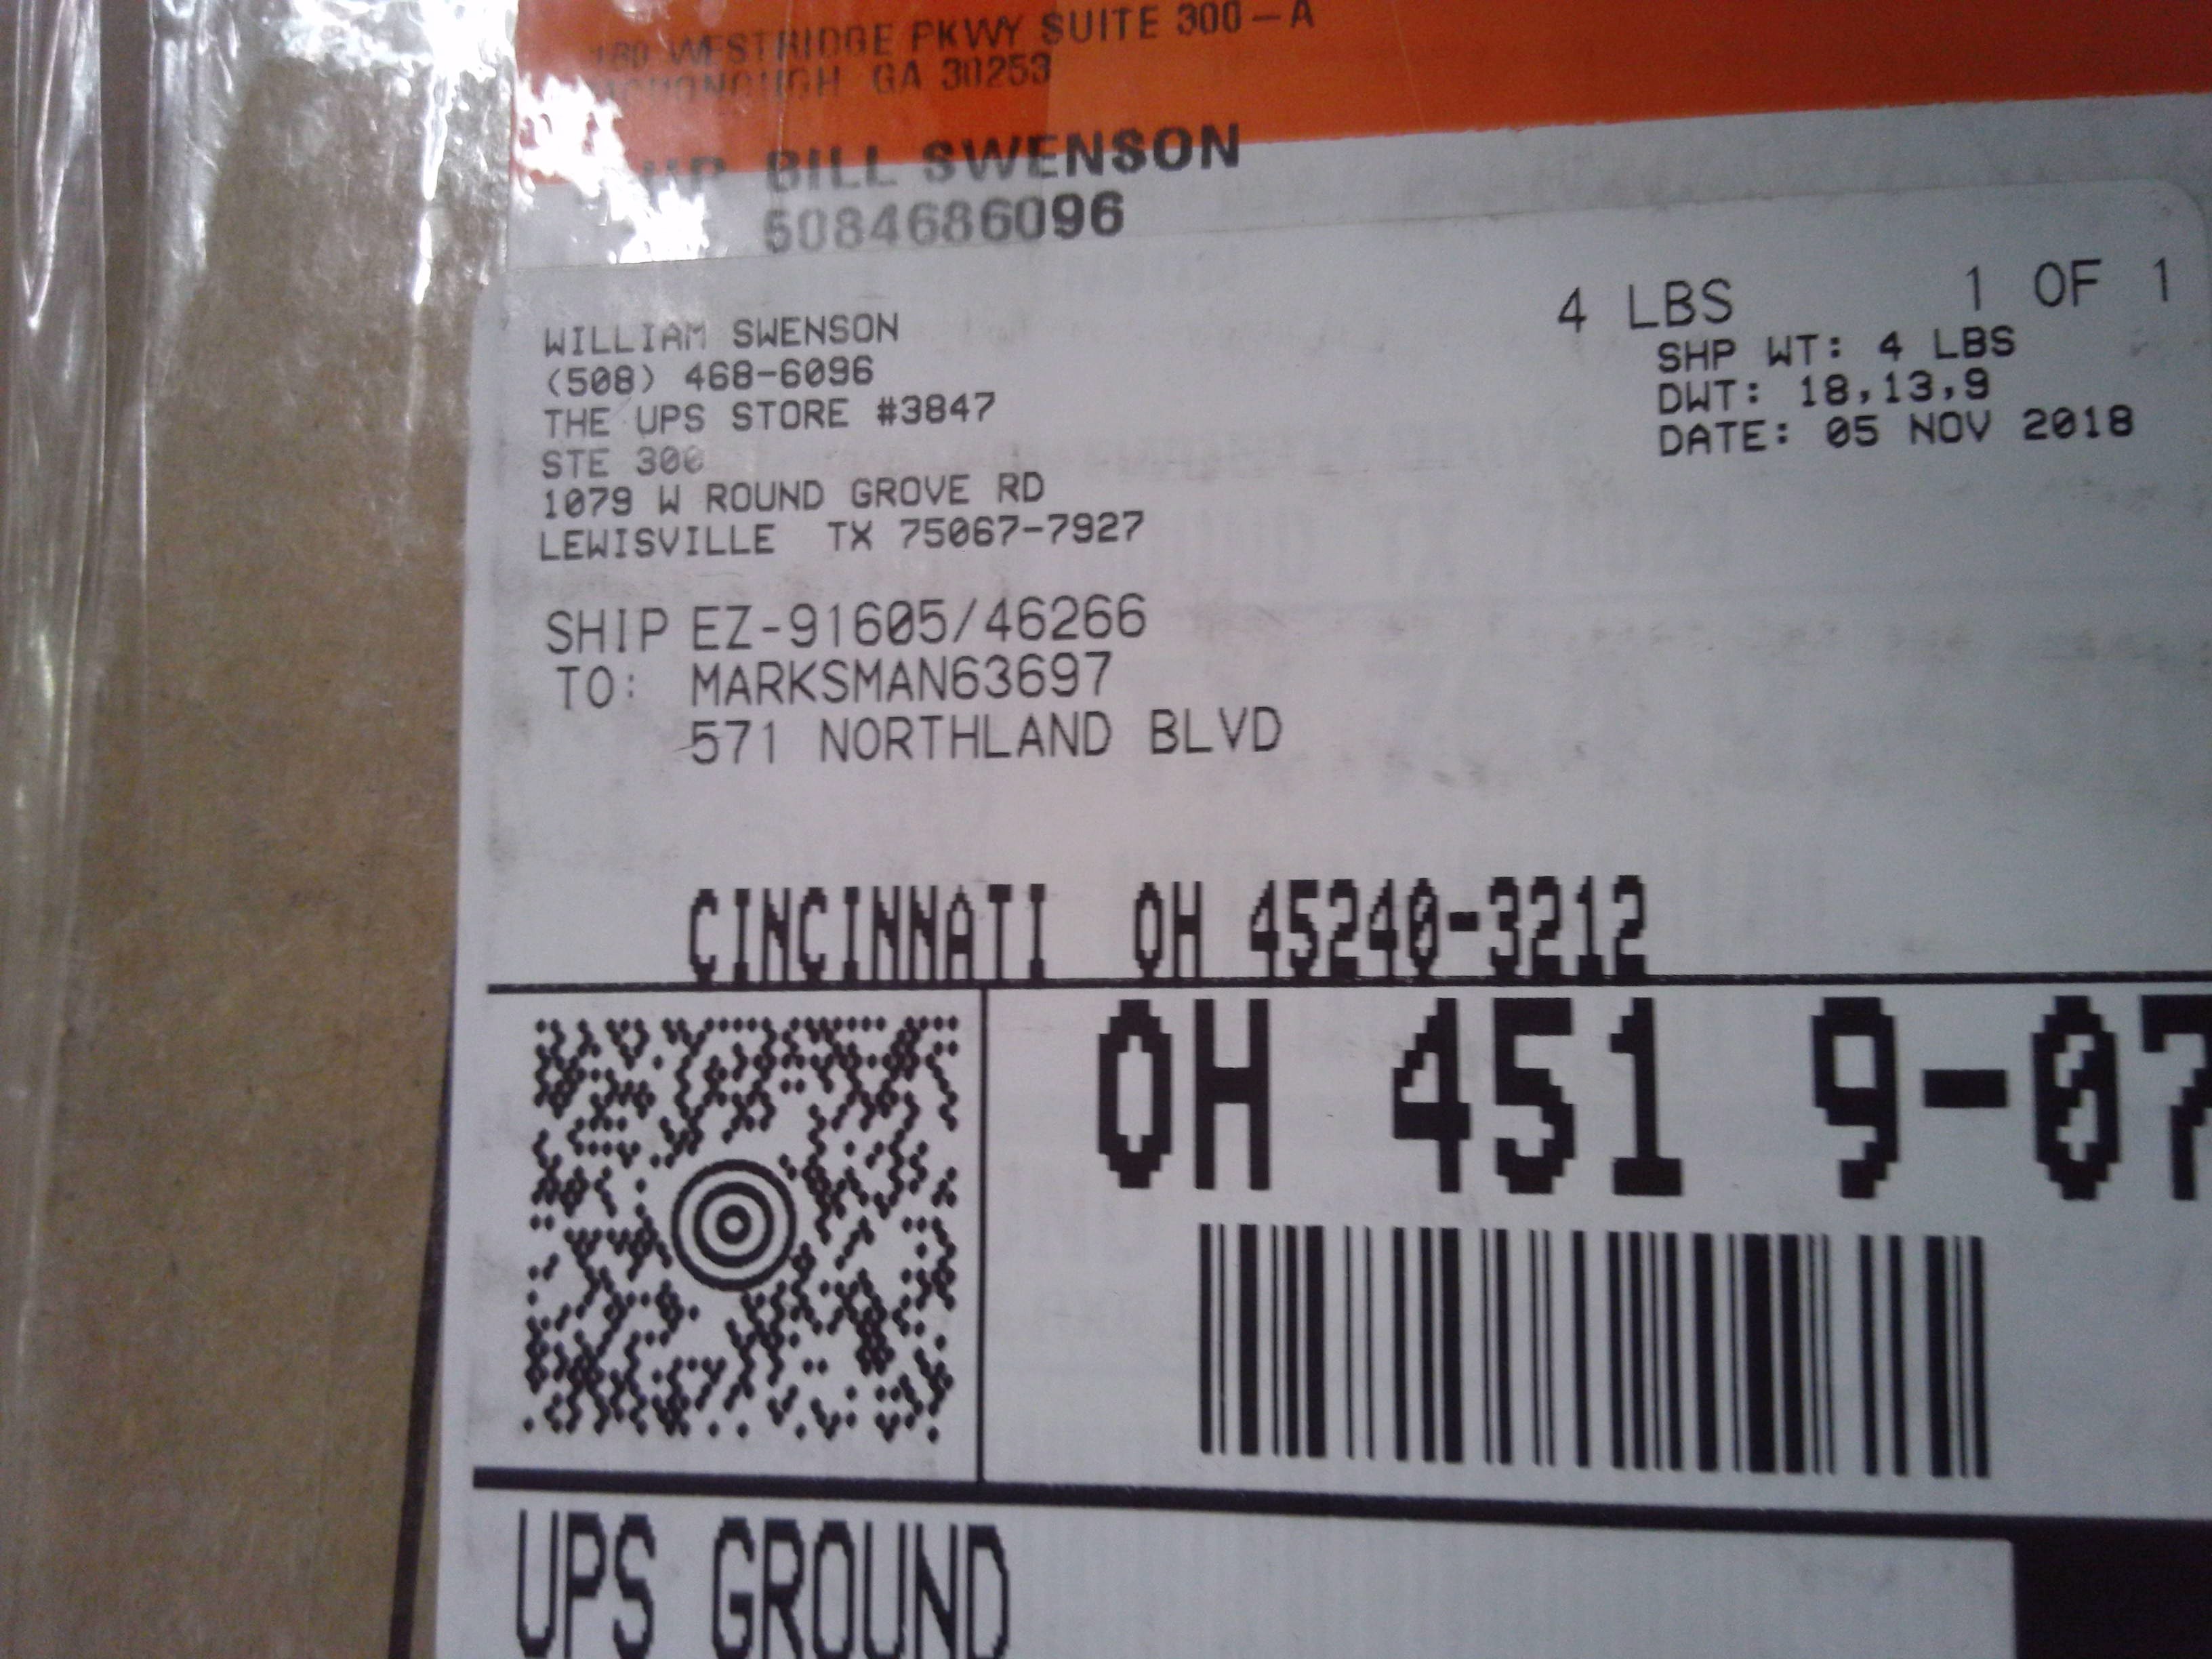 WESTRIDGE PKWY SUITE 300-A
GA 30253
BILL SWENSON
5084686096
WILLIAM SWENSON
(508) 468-6096
THE UPS STORE #3847
STE 300
1079 W ROUND GROVE RD
LEWISVILLE TX 75067-7927
4 LBS 1 OF 1
SHP WT: 4 LBS
DWT: 18,13,9
DATE: 05 NOV 2018
SHIP EZ-91605/46266
TO: MARKSMAN63697
571 NORTHLAND BLVD
CINCINNATI OH 45240-3212
OH 451 9-07
UPS GROUND